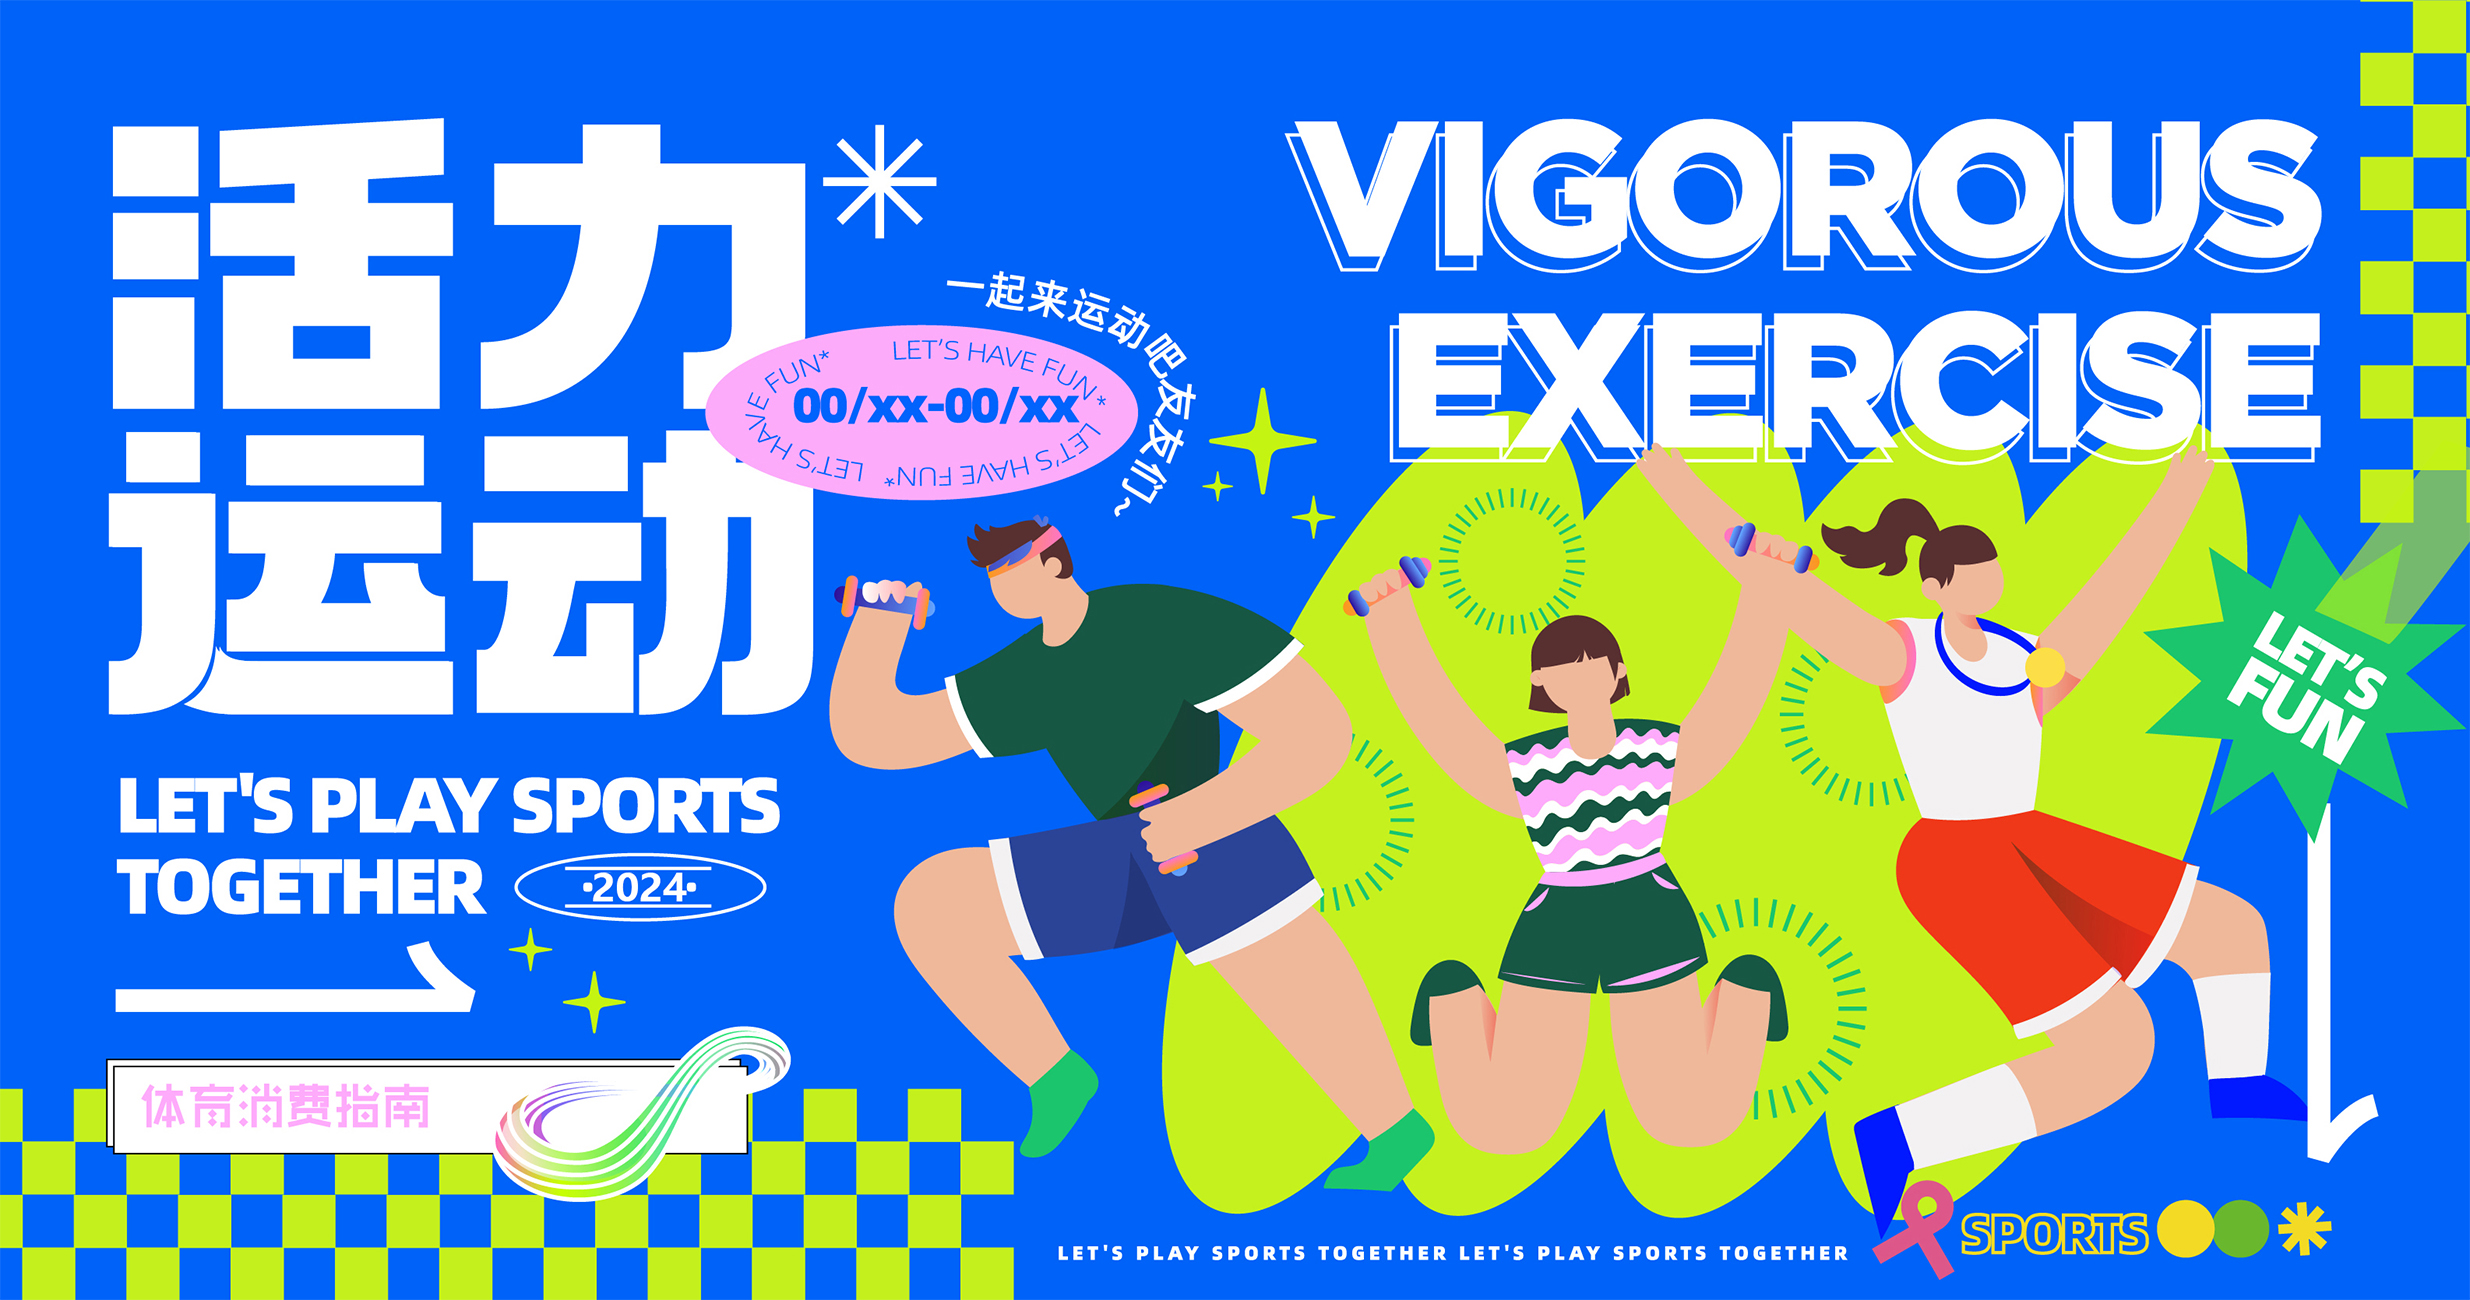 活力
运动
VIGOROUS
EXERCISE
一起来运动吧友友们~
LET'S HAVE FUN*
LET'S HAVE FUN*
LET'S HAVE FUN*
00/xx-00/xx
LET'S
FUN
LET'S PLAY SPORTS
TOGETHER
·2024·
体育消费指南
LET'S PLAY SPORTS TOGETHER LET'S PLAY SPORTS TOGETHER
SPORTS